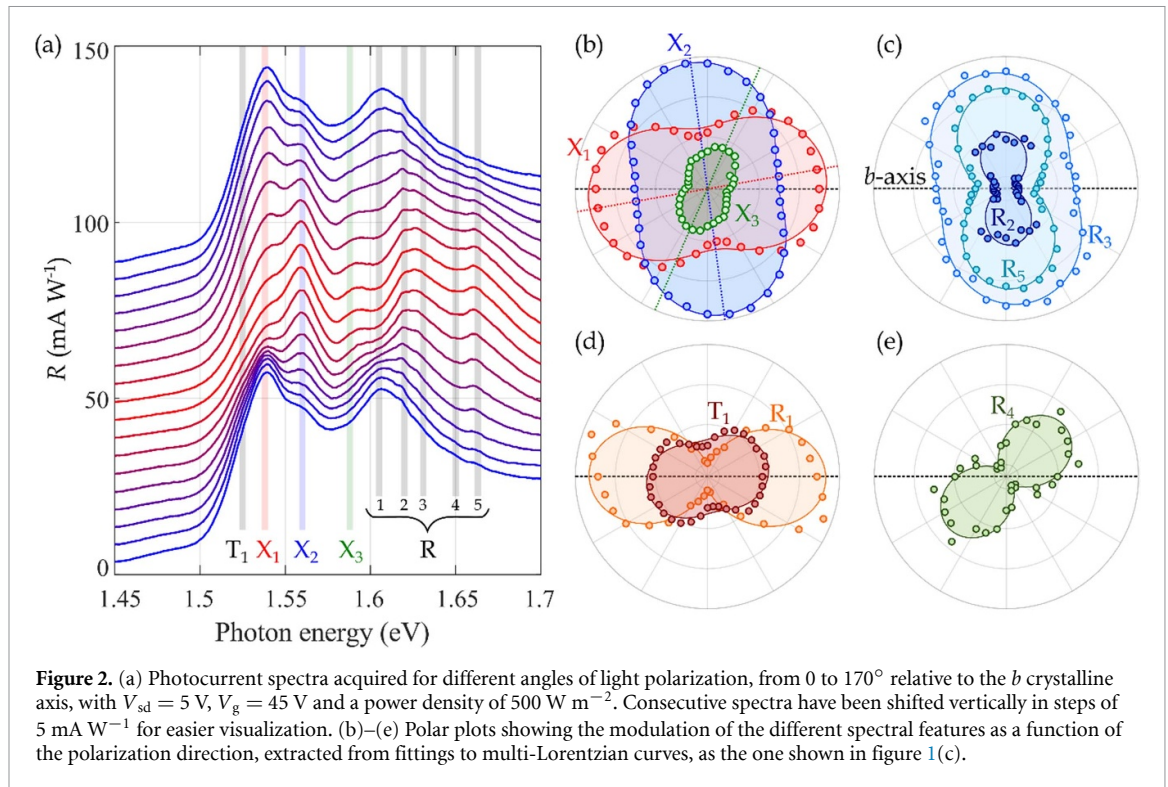 (a)
150
100
50
0
R (mA W⁻¹)
1.45 1.5 1.55 1.6 1.65 1.7
Photon energy (eV)
T₁ X₁ X₂ X₃ R
1 2 3 4 5
(b)
X₂
X₁
X₃
(c)
b-axis
R₂
R₃
R₅
(d)
T₁ R₁
(e)
R₄
Figure 2. (a) Photocurrent spectra acquired for different angles of light polarization, from 0 to 170° relative to the b crystalline
axis, with Vsd = 5 V, Vg = 45 V and a power density of 500 W m⁻². Consecutive spectra have been shifted vertically in steps of
5 mA W⁻¹ for easier visualization. (b)–(e) Polar plots showing the modulation of the different spectral features as a function of
the polarization direction, extracted from fittings to multi-Lorentzian curves, as the one shown in figure 1(c).